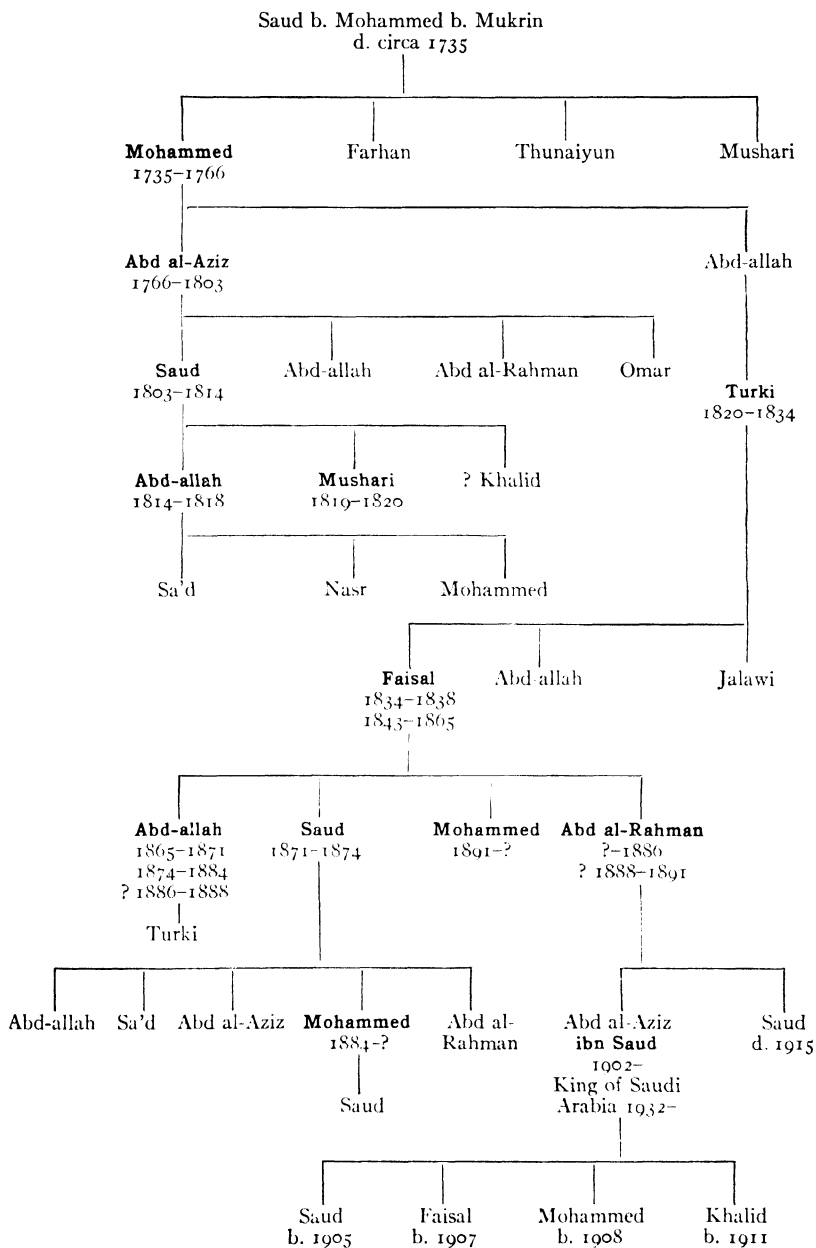 Saud b. Mohammed b. Mukrin
d. circa 1735
Mohammed
1735–1766
Farhan
Thunaiyun
Mushari
Abd al-Aziz
1766–1803
Abd-allah
Saud
1803–1814
Abd-allah
Abd al-Rahman
Omar
Turki
1820–1834
Abd-allah
1814–1818
Mushari
1819–1820
? Khalid
Sa'd
Nasr
Mohammed
Faisal
1834–1838
1843–1865
Abd-allah
Jalawi
Abd-allah
1865–1871
1874–1884
? 1886–1888
Saud
1871–1874
Mohammed
1891–?
Abd al-Rahman
?–1886
? 1888–1891
Turki
Abd-allah
Sa'd
Abd al-Aziz
Mohammed
1884–?
Abd al-
Rahman
Abd al-Aziz
ibn Saud
1902–
King of Saudi
Arabia 1932–
Saud
d. 1915
Saud
Saud
b. 1905
Faisal
b. 1907
Mohammed
b. 1908
Khalid
b. 1911